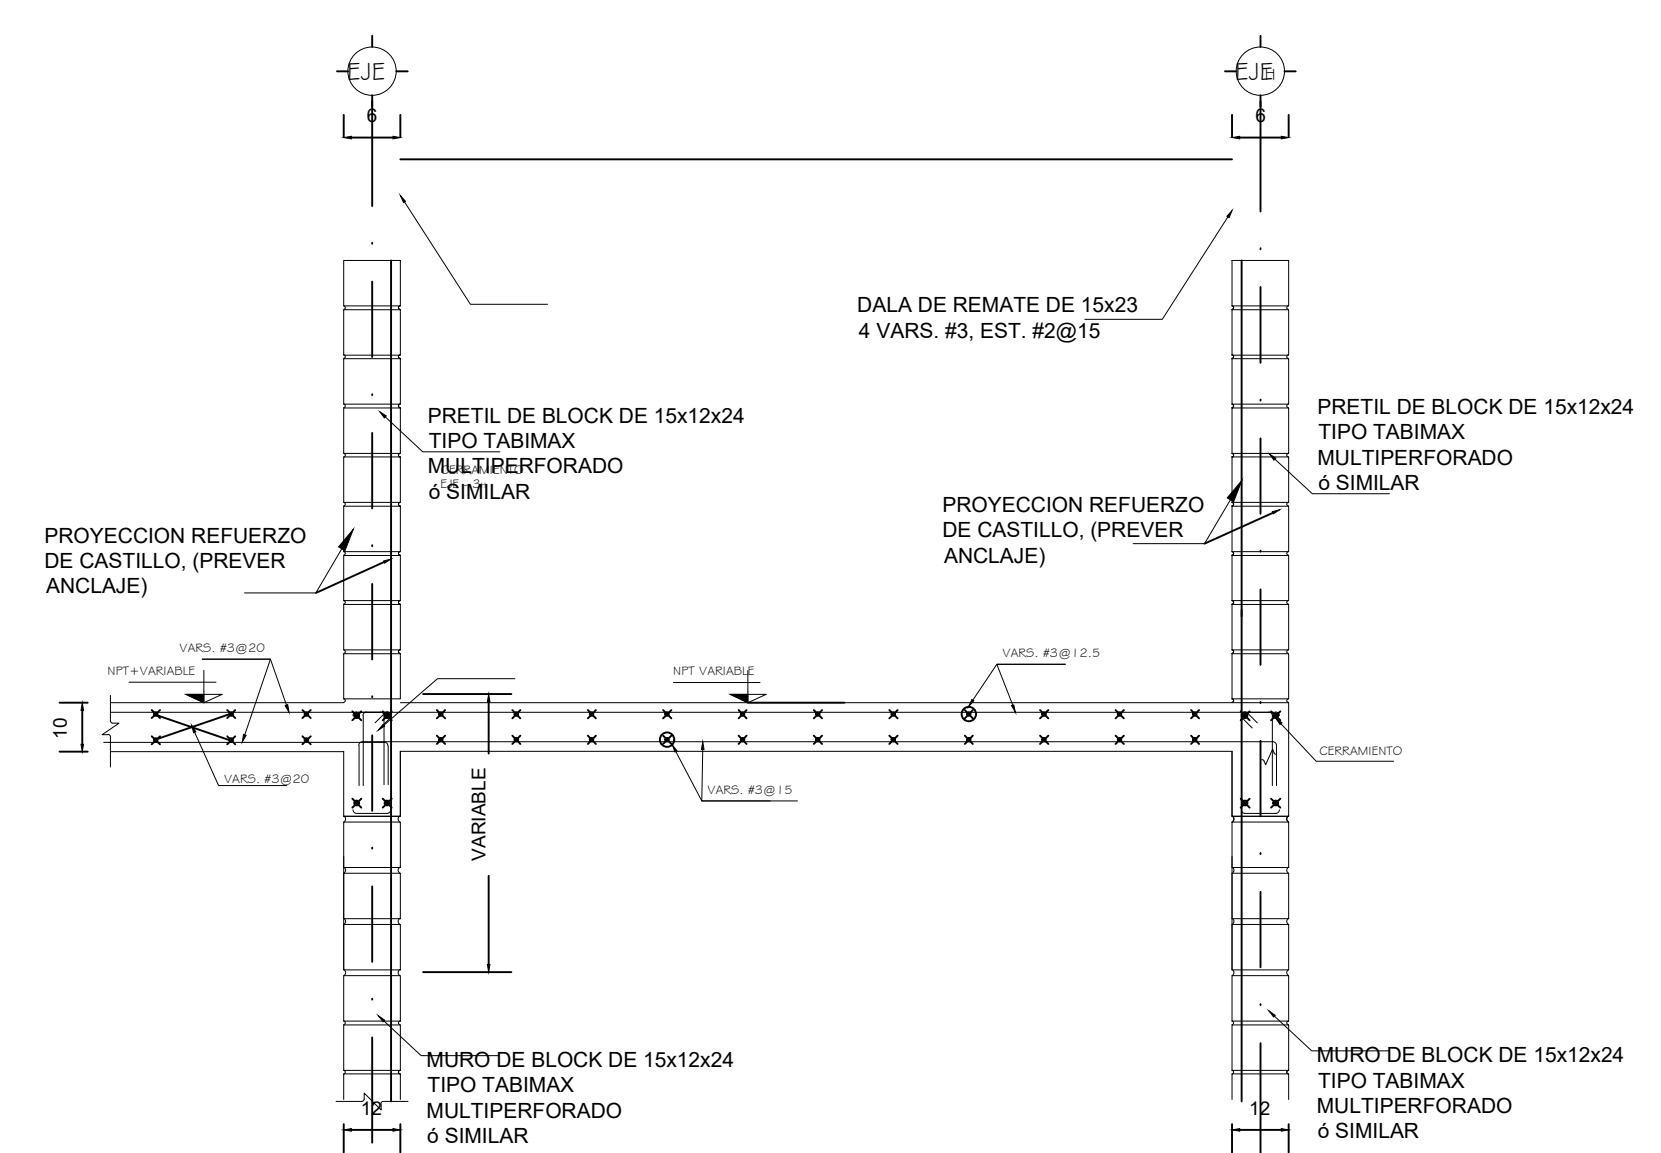 EJE
EJE
6
6
DALA DE REMATE DE 15x23
4 VARS. #3, EST. #2@15
PRETIL DE BLOCK DE 15x12x24
TIPO TABIMAX
MULTIPERFORADO
ó SIMILAR
CERRAMIENTO
PRETIL DE BLOCK DE 15x12x24
TIPO TABIMAX
MULTIPERFORADO
ó SIMILAR
PROYECCION REFUERZO
DE CASTILLO, (PREVER
ANCLAJE)
PROYECCION REFUERZO
DE CASTILLO, (PREVER
ANCLAJE)
VARS. #3@20
NPT+VARIABLE
NPT VARIABLE
VARS. #3@12.5
10
VARS. #3@20
VARIABLE
VARS. #3@15
CERRAMIENTO
MURO DE BLOCK DE 15x12x24
TIPO TABIMAX
MULTIPERFORADO
ó SIMILAR
12
MURO DE BLOCK DE 15x12x24
TIPO TABIMAX
MULTIPERFORADO
ó SIMILAR
12